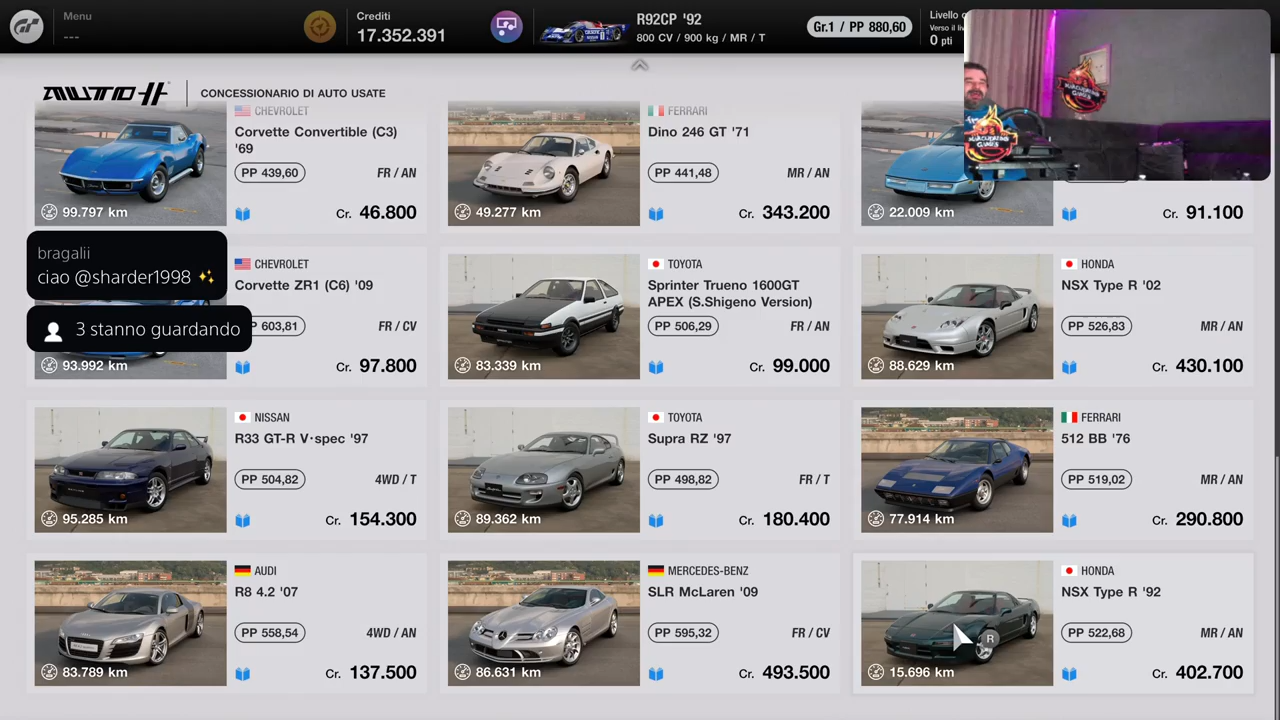 GT
Menu
---
Crediti
17.352.391
R92CP '92
800 CV / 900 kg / MR / T
Gr.1 / PP 880,60
Livello
Verso il
0 pti
AUTO
CONCESSIONARIO DI AUTO USATE
CHEVROLET
Corvette Convertible (C3)
'69
PP 439,60
FR / AN
99.797 km
Cr. 46.800
FERRARI
Dino 246 GT '71
PP 441,48
MR / AN
49.277 km
Cr. 343.200
22.009 km
Cr. 91.100
bragalii
ciao @sharder1998
3 stanno guardando
CHEVROLET
Corvette ZR1 (C6) '09
603,81
FR / CV
93.992 km
Cr. 97.800
TOYOTA
Sprinter Trueno 1600GT
APEX (S.Shigeno Version)
PP 506,29
FR / AN
83.339 km
Cr. 99.000
HONDA
NSX Type R '02
PP 526,83
MR / AN
88.629 km
Cr. 430.100
NISSAN
R33 GT-R V·spec '97
PP 504,82
4WD / T
95.285 km
Cr. 154.300
TOYOTA
Supra RZ '97
PP 498,82
FR / T
89.362 km
Cr. 180.400
FERRARI
512 BB '76
PP 519,02
MR / AN
77.914 km
Cr. 290.800
AUDI
R8 4.2 '07
PP 558,54
4WD / AN
83.789 km
Cr. 137.500
MERCEDES-BENZ
SLR McLaren '09
PP 595,32
FR / CV
86.631 km
Cr. 493.500
HONDA
NSX Type R '92
PP 522,68
MR / AN
R
15.696 km
Cr. 402.700